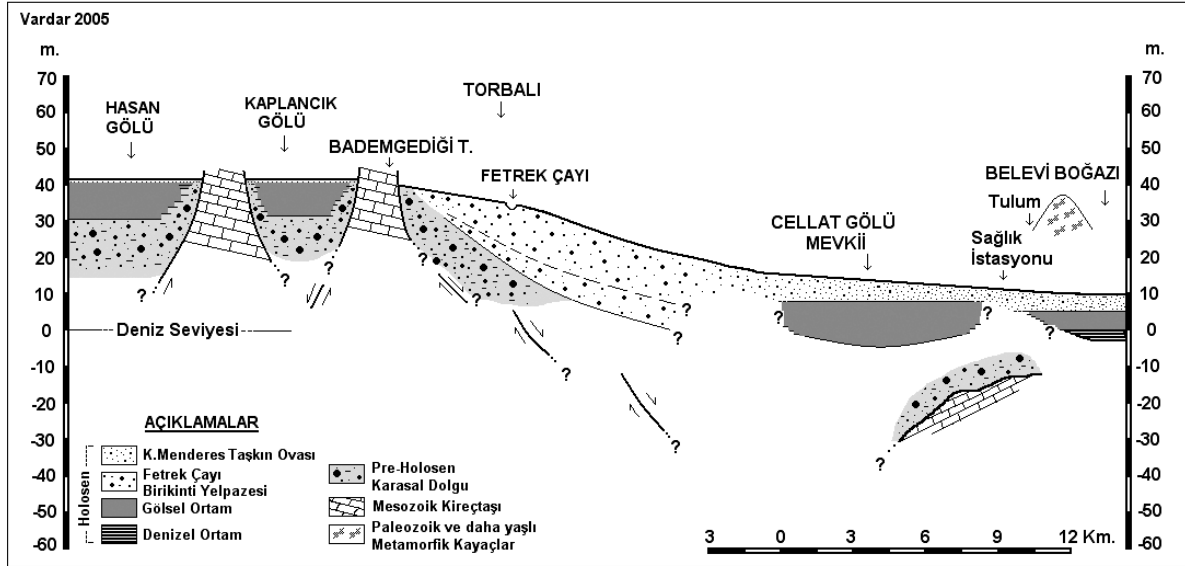 Vardar 2005
m.
m.
70
60
50
40
30
20
10
0
-10
-20
-30
-40
-50
-60
70
60
50
40
30
20
10
0
-10
-20
-30
-40
-50
-60
HASAN
GÖLÜ
KAPLANCIK
GÖLÜ
TORBALI
BADEMGEDİĞİ T.
FETREK ÇAYI
CELLAT GÖLÜ
MEVKİİ
BELEVİ BOĞAZI
Tulum
Sağlık
İstasyonu
Deniz Seviyesi
?
?
?
?
?
?
?
?
?
?
?
?
?
AÇIKLAMALAR
Holosen
K.Menderes Taşkın Ovası
Fetrek Çayı
Birikinti Yelpazesi
Gölsel Ortam
Denizel Ortam
Pre-Holosen
Karasal Dolgu
Mesozoik Kireçtaşı
Paleozoik ve daha yaşlı
Metamorfik Kayaçlar
3 0 3 6 9 12 Km.